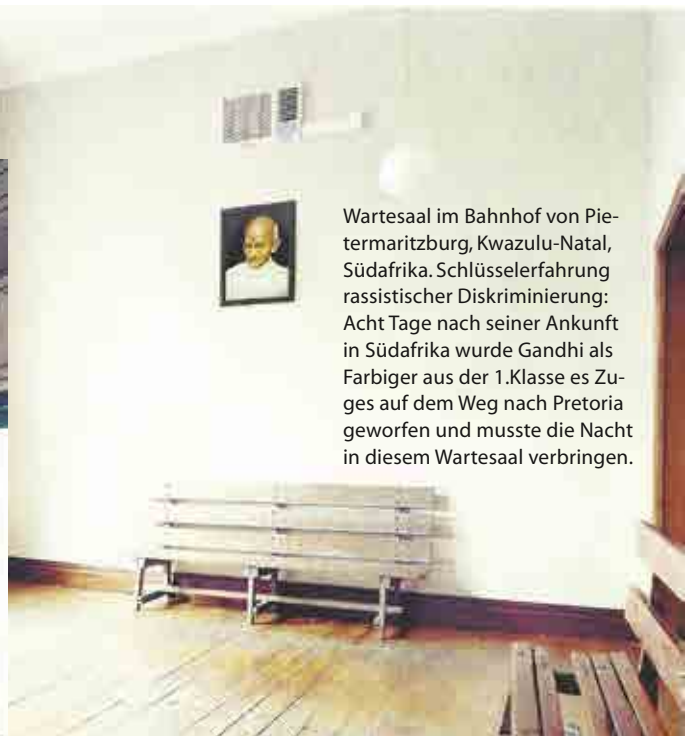 Wartesaal im Bahnhof von Pie-
termaritzburg, Kwazulu-Natal,
Südafrika. Schlüsselerfahrung
rassistischer Diskriminierung:
Acht Tage nach seiner Ankunft
in Südafrika wurde Gandhi als
Farbiger aus der 1.Klasse es Zu-
ges auf dem Weg nach Pretoria
geworfen und musste die Nacht
in diesem Wartesaal verbringen.